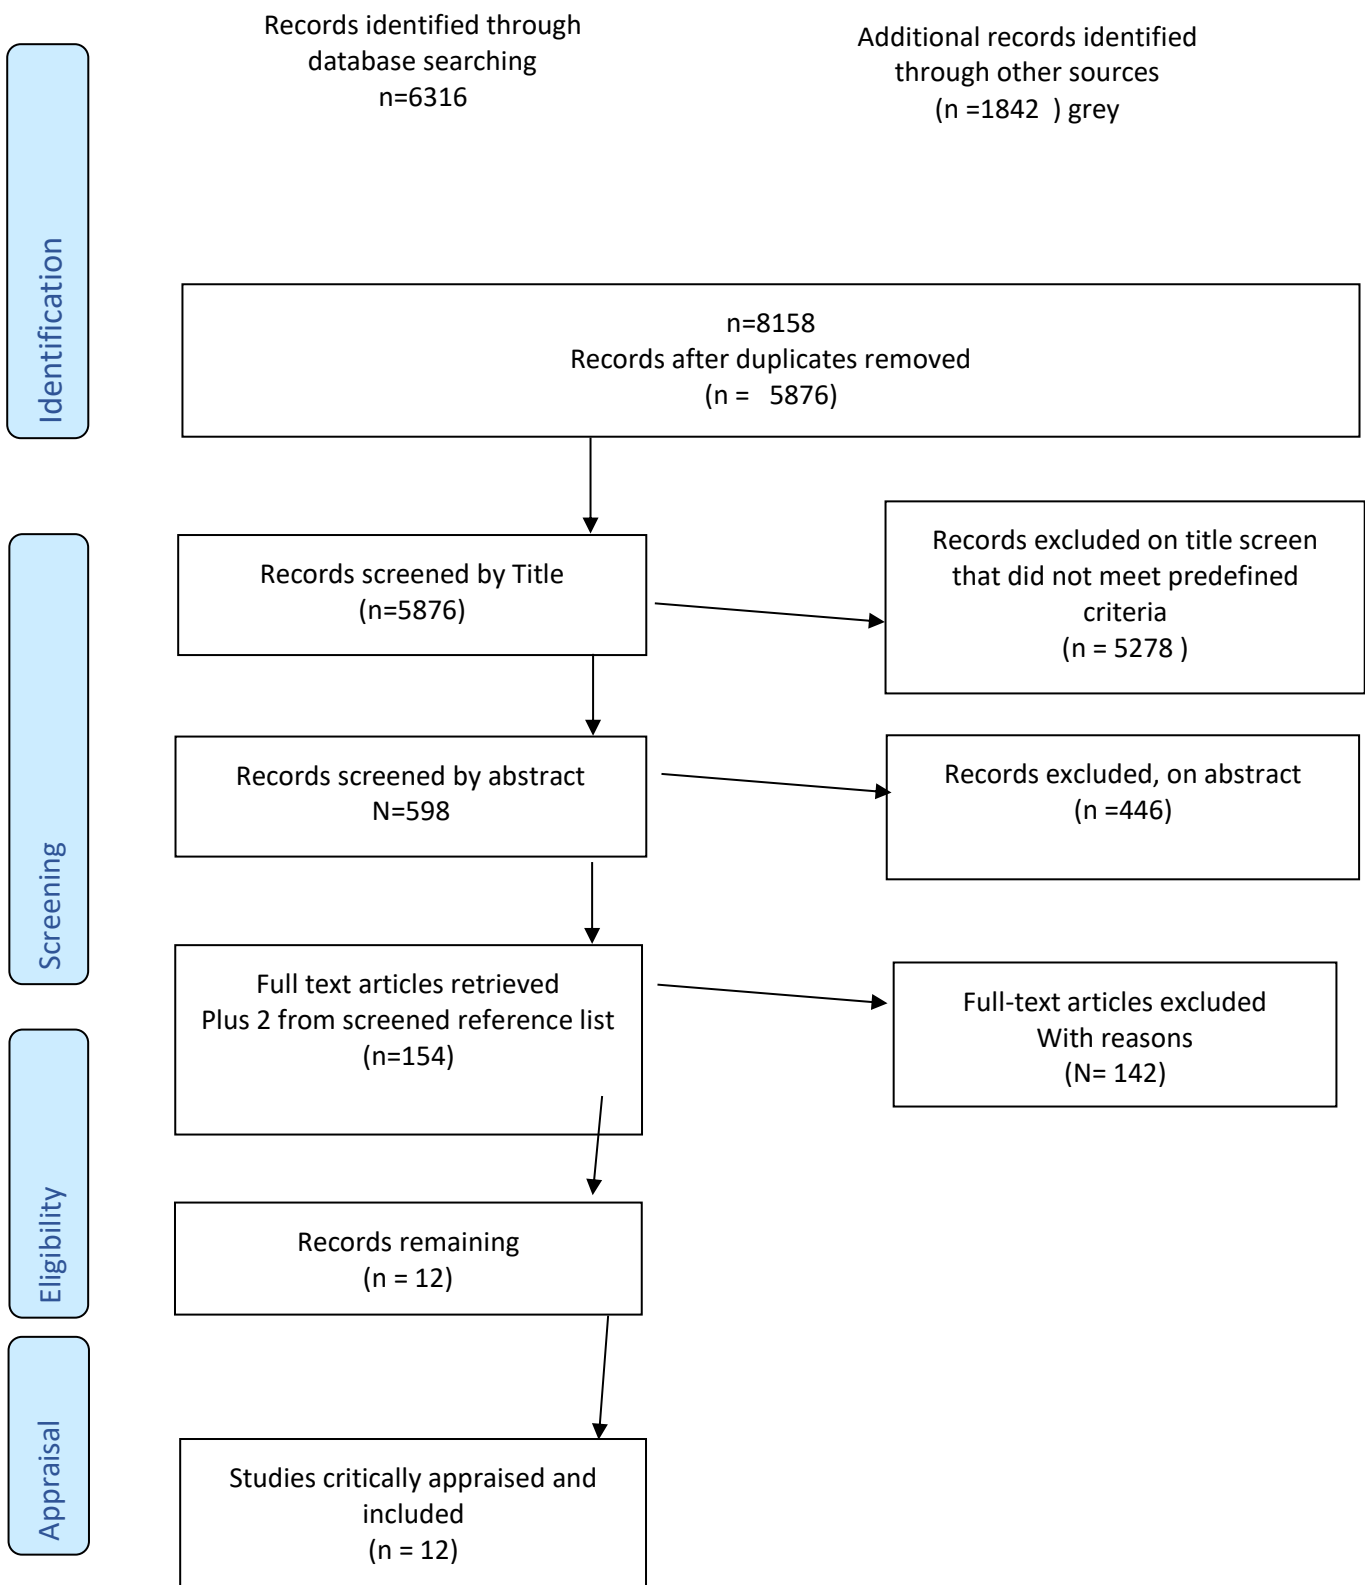 Records identified through
database searching
n=6316
Additional records identified
through other sources
(n =1842  ) grey
Identification
n=8158
Records after duplicates removed
(n =   5876)
Screening
Records screened by Title
(n=5876)
Records excluded on title screen
that did not meet predefined
criteria
(n = 5278 )
Records screened by abstract
N=598
Records excluded, on abstract
(n =446)
Full text articles retrieved
Plus 2 from screened reference list
(n=154)
Full-text articles excluded
With reasons
(N= 142)
Eligibility
Records remaining
(n = 12)
Appraisal
Studies critically appraised and
included
(n = 12)